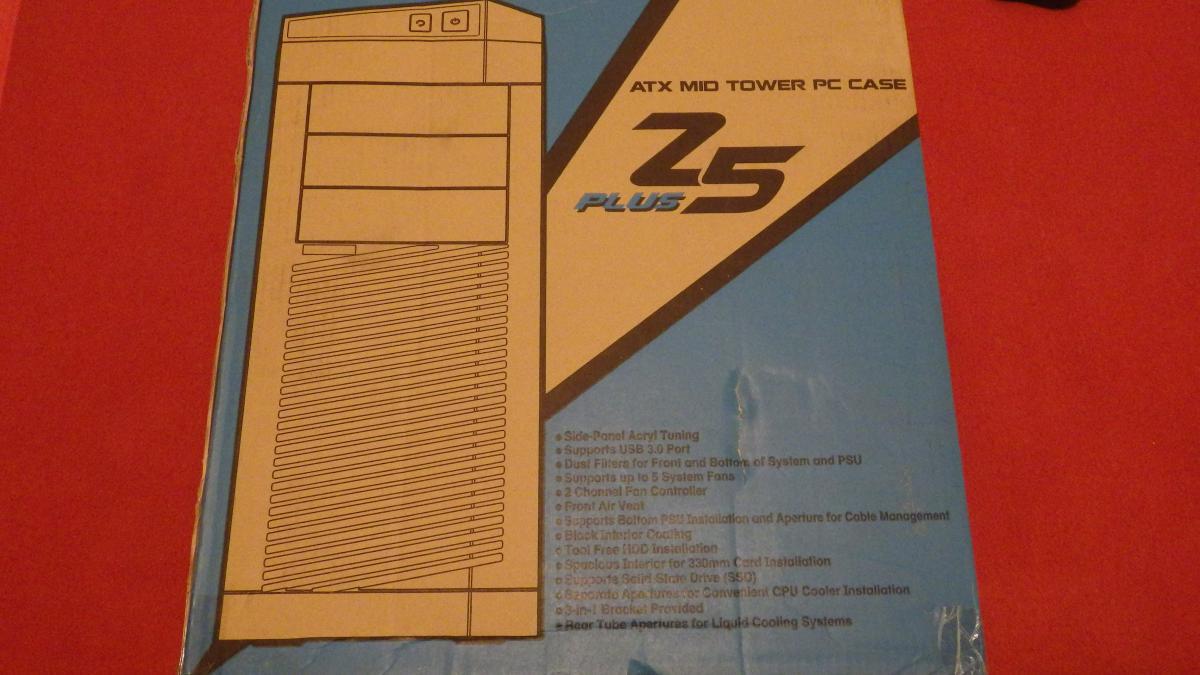 ATX MID TOWER PC CASE
Z5
PLUS
Side-Panel Acryl Tuning
Supports USB 3.0 Port
Dust Filters for Front and Bottom of System and PSU
Supports up to 5 System Fans
2 Channel Fan Controller
Front Air Vent
Supports Bottom PSU Installation and Aperture for Cable Management
Black Interior Coating
Tool Free HDD Installation
Spacious Interior for 330mm Card Installation
Supports Solid State Drive (SSD)
Separate Apertures for Convenient CPU Cooler Installation
3-in-1 Bracket Provided
Rear Tube Apertures for Liquid Cooling Systems